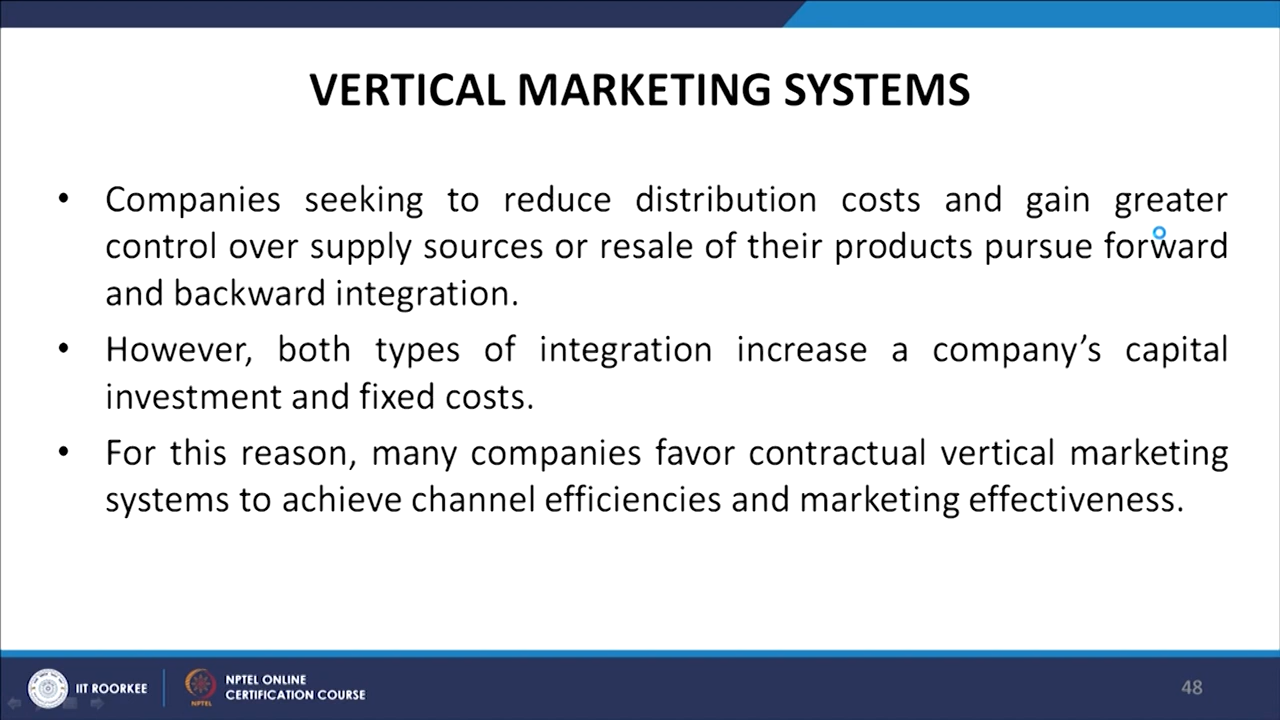 VERTICAL MARKETING SYSTEMS
• Companies seeking to reduce distribution costs and gain greater
control over supply sources or resale of their products pursue forward
and backward integration.
• However, both types of integration increase a company’s capital
investment and fixed costs.
• For this reason, many companies favor contractual vertical marketing
systems to achieve channel efficiencies and marketing effectiveness.
IIT ROORKEE
NPTEL
NPTEL ONLINE
CERTIFICATION COURSE
48